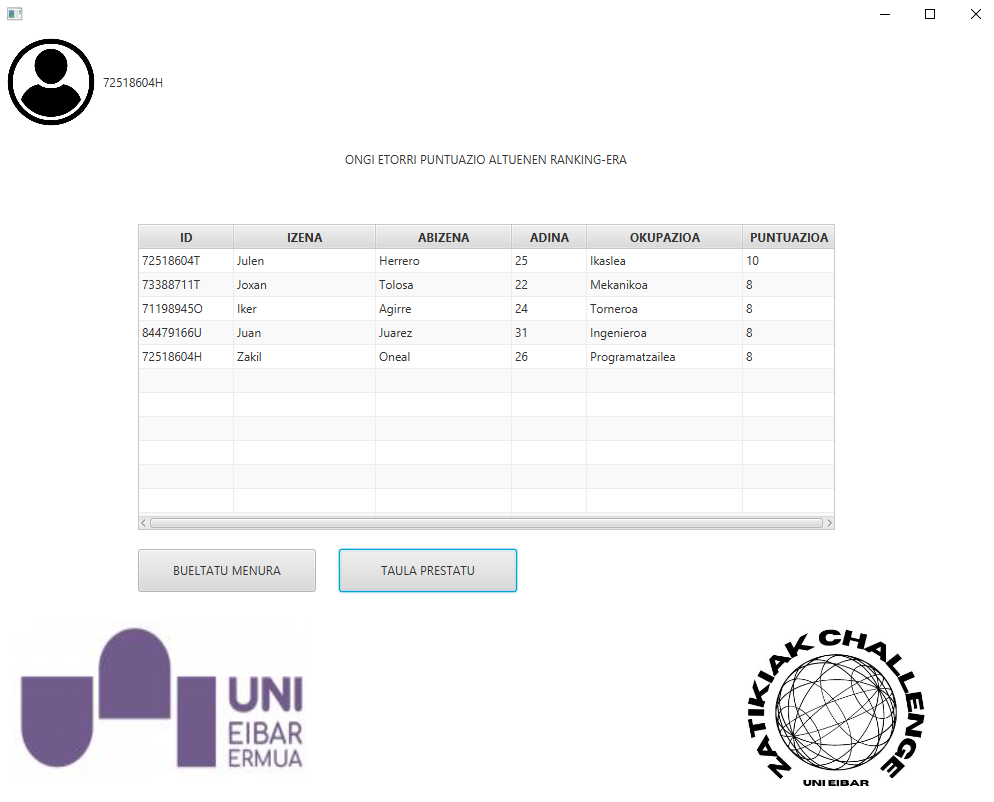 72518604H
ONGI ETORRI PUNTUAZIO ALTUENEN RANKING-ERA
ID IZENA ABIZENA ADINA OKUPAZIOA PUNTUAZIOA
72518604T Julen Herrero 25 Ikaslea 10
73388711T Joxan Tolosa 22 Mekanikoa 8
71198945O Iker Agirre 24 Torneroa 8
84479166U Juan Juarez 31 Ingenieroa 8
72518604H Zakil Oneal 26 Programatzailea 8
BUELTATU MENURA TAULA PRESTATU
UNI
EIBAR
ERMUA
ZATIKIAK CHALLENGE
UNI EIBAR